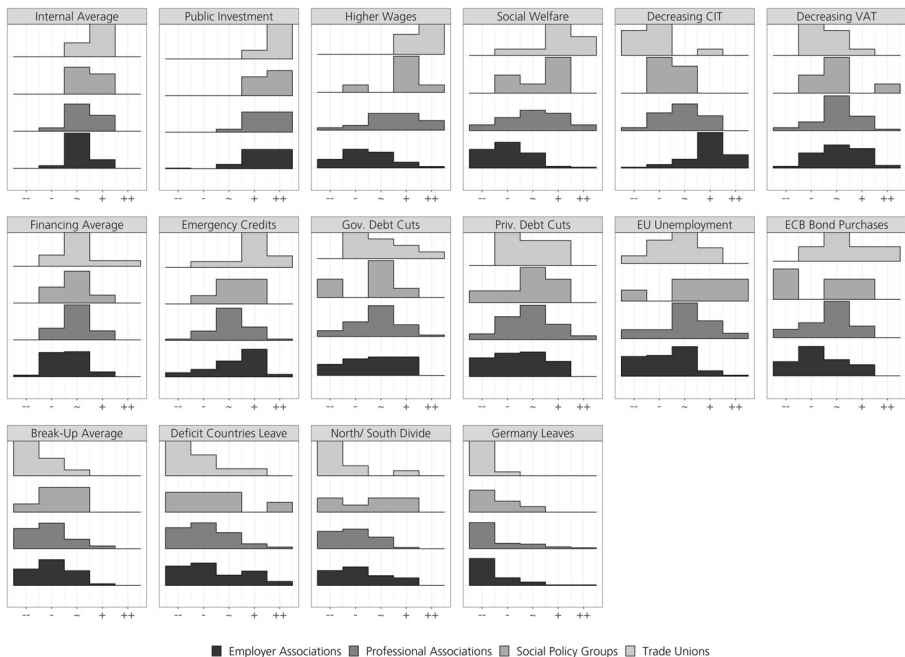 Internal Average Public Investment Higher Wages Social Welfare Decreasing CIT Decreasing VAT
-- - ~ + ++ -- - ~ + ++ -- - ~ + ++ -- - ~ + ++ -- - ~ + ++ -- - ~ + ++
Financing Average Emergency Credits Gov. Debt Cuts Priv. Debt Cuts EU Unemployment ECB Bond Purchases
-- - ~ + ++ -- - ~ + ++ -- - ~ + ++ -- - ~ + ++ -- - ~ + ++ -- - ~ + ++
Break-Up Average Deficit Countries Leave North/ South Divide Germany Leaves
-- - ~ + ++ -- - ~ + ++ -- - ~ + ++ -- - ~ + ++
Employer Associations Professional Associations Social Policy Groups Trade Unions